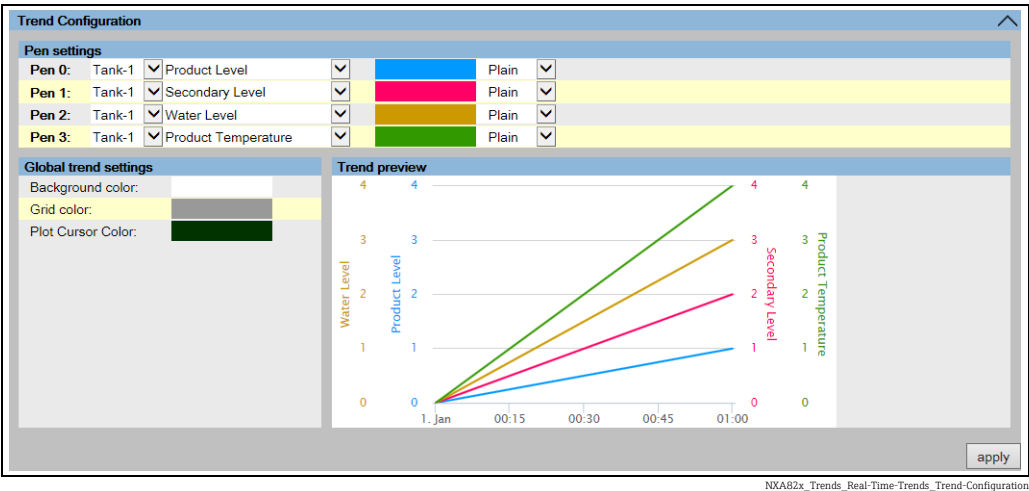 Trend Configuration
Pen settings
Pen 0: Tank-1 Product Level Plain
Pen 1: Tank-1 Secondary Level Plain
Pen 2: Tank-1 Water Level Plain
Pen 3: Tank-1 Product Temperature Plain
Global trend settings
Background color:
Grid color:
Plot Cursor Color:
Trend preview
4 4 4 4
3 3 3 3
2 2 2 2
1 1 1 1
0 0 0 0
Water Level
Product Level
Secondary Level
Product Temperature
1. Jan 00:15 00:30 00:45 01:00
apply
NXA82x_Trends_Real-Time-Trends_Trend-Configuration